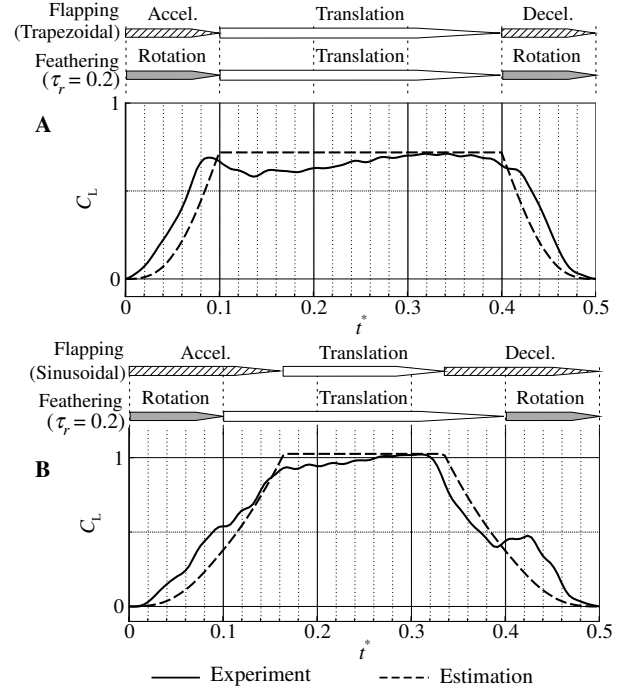 Flapping (Trapezoidal) Accel. Translation Decel.
Feathering (τr = 0.2) Rotation Translation Rotation
A
1
0
CL
0 0.1 0.2 0.3 0.4 0.5
t*
Flapping (Sinusoidal) Accel. Translation Decel.
Feathering (τr = 0.2) Rotation Translation Rotation
B
1
0
CL
0 0.1 0.2 0.3 0.4 0.5
t*
Experiment Estimation